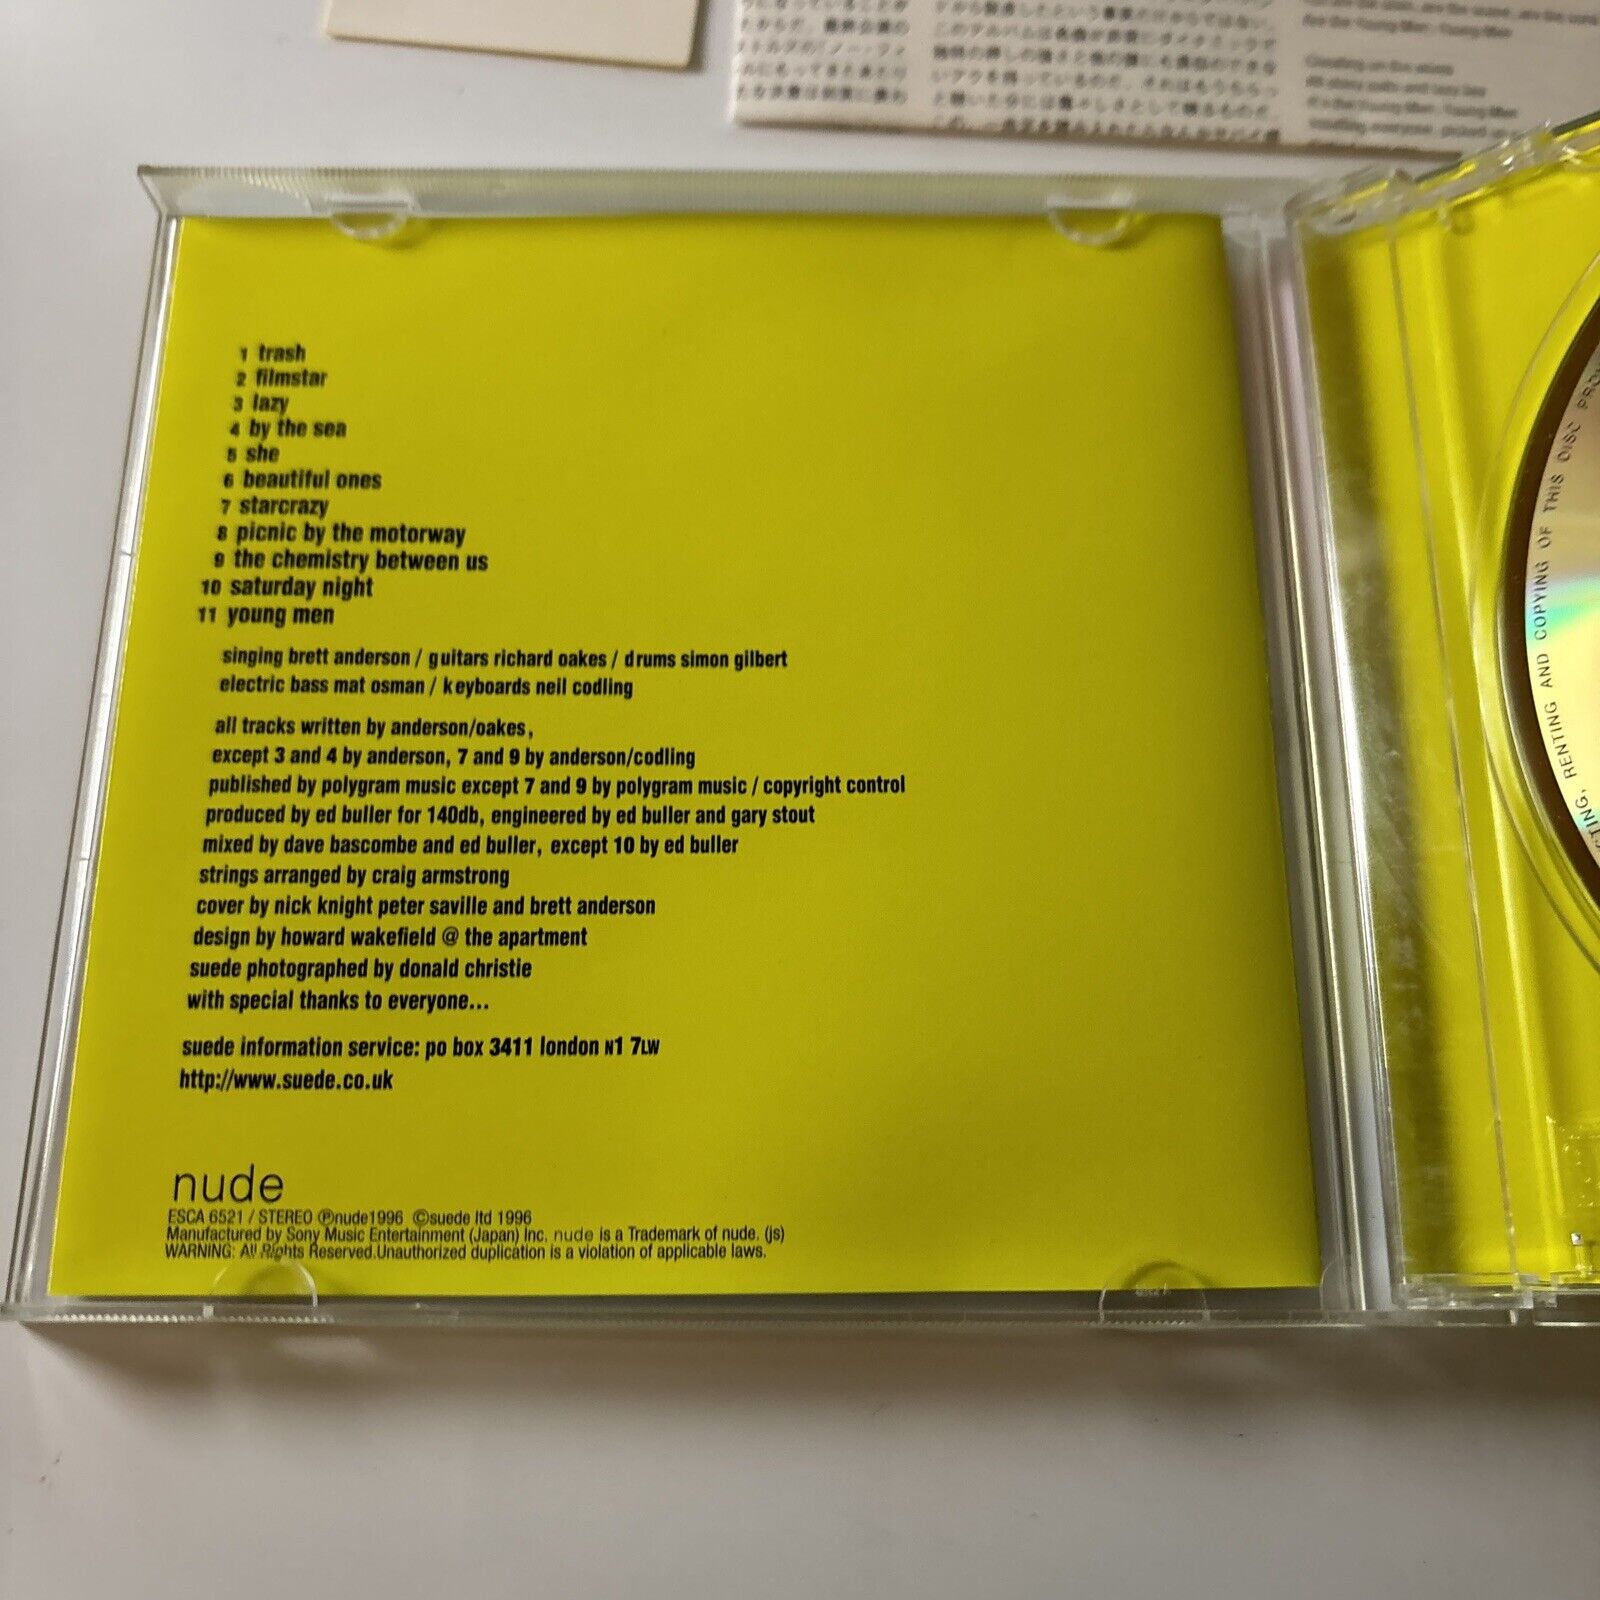 1 trash
2 filmstar
3 lazy
4 by the sea
5 she
6 beautiful ones
7 starcrazy
8 picnic by the motorway
9 the chemistry between us
10 saturday night
11 young men
singing brett anderson / guitars richard oakes / drums simon gilbert
electric bass mat osman / keyboards neil codling
all tracks written by anderson/oakes,
except 3 and 4 by anderson, 7 and 9 by anderson/codling
published by polygram music except 7 and 9 by polygram music / copyright control
produced by ed buller for 140db, engineered by ed buller and gary stout
mixed by dave bascombe and ed buller, except 10 by ed buller
strings arranged by craig armstrong
cover by nick knight peter saville and brett anderson
design by howard wakefield @ the apartment
suede photographed by donald christie
with special thanks to everyone...
suede information service: po box 3411 london N1 7LW
http://www.suede.co.uk
nude
ESCA 6521 / STEREO Ⓟnude1996 ©suede ltd 1996
Manufactured by Sony Music Entertainment (Japan) Inc. nude is a Trademark of nude. (js)
WARNING: All Rights Reserved.Unauthorized duplication is a violation of applicable laws.
RENTING AND COPYING OF THIS DISC